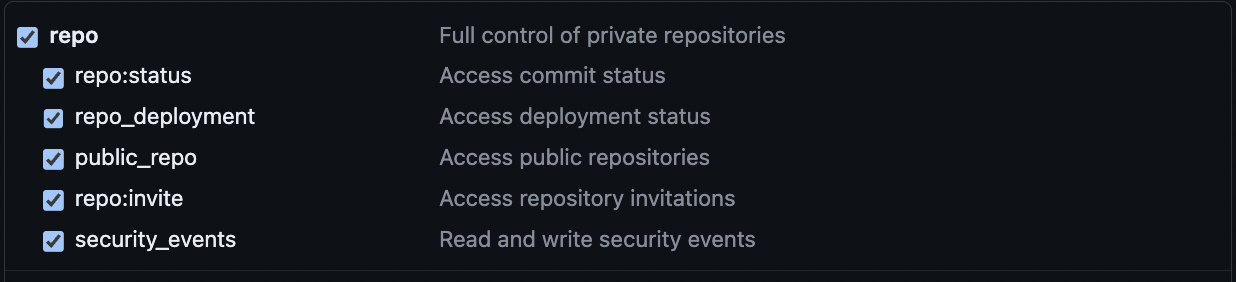 repo Full control of private repositories
repo:status Access commit status
repo_deployment Access deployment status
public_repo Access public repositories
repo:invite Access repository invitations
security_events Read and write security events